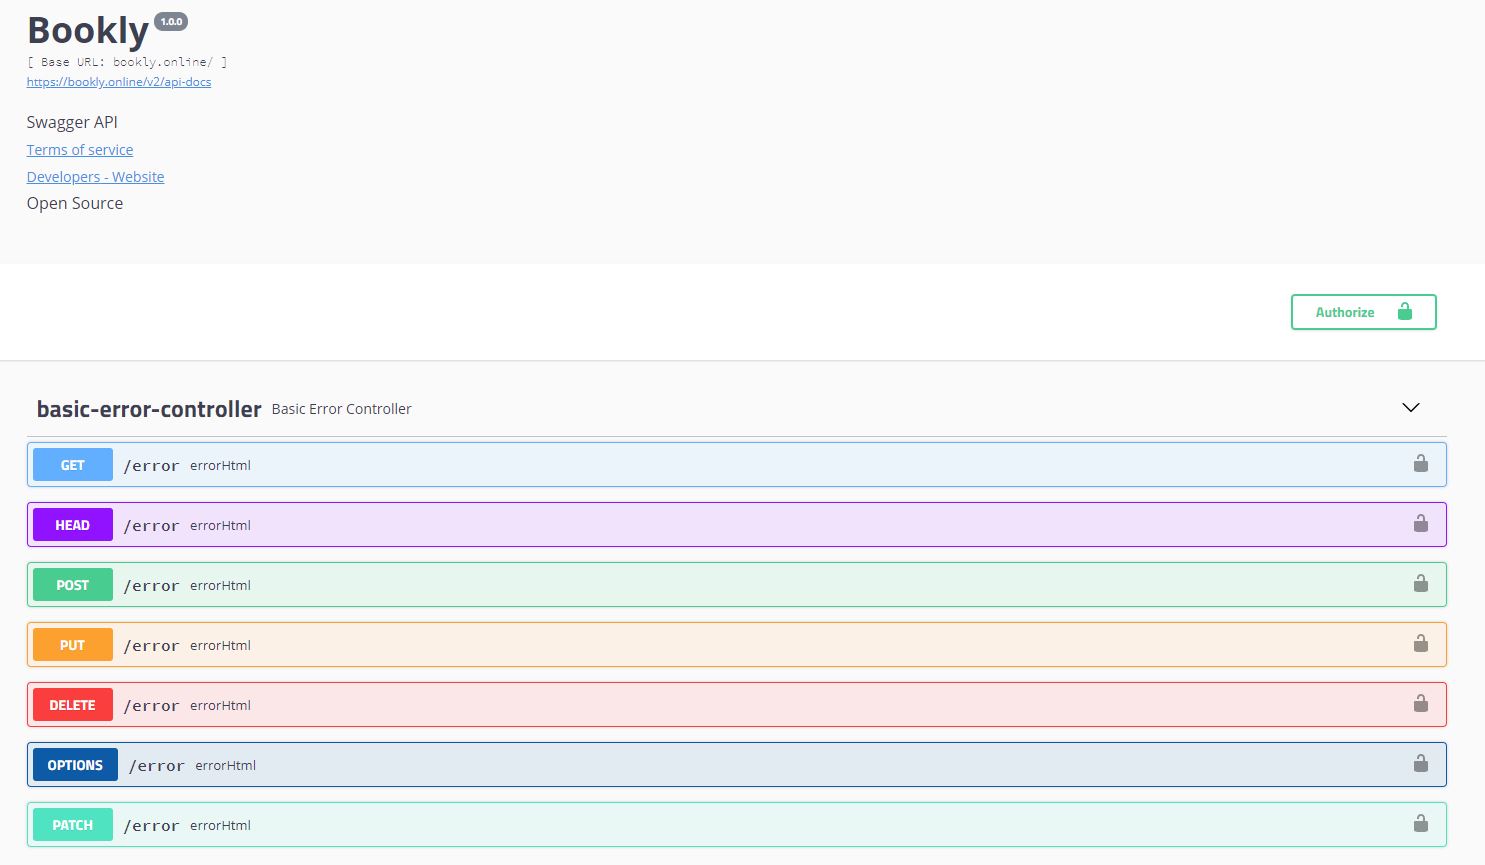 Bookly 1.0.0
[ Base URL: bookly.online/ ]
https://bookly.online/v2/api-docs
Swagger API
Terms of service
Developers - Website
Open Source
Authorize
basic-error-controller Basic Error Controller
GET /error errorHtml
HEAD /error errorHtml
POST /error errorHtml
PUT /error errorHtml
DELETE /error errorHtml
OPTIONS /error errorHtml
PATCH /error errorHtml